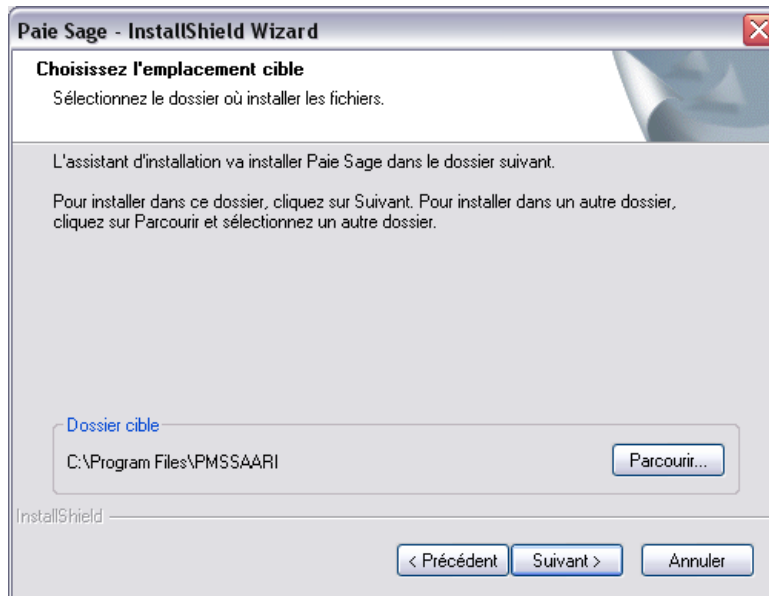 Paie Sage - InstallShield Wizard
Choisissez l'emplacement cible
Sélectionnez le dossier où installer les fichiers.
L'assistant d'installation va installer Paie Sage dans le dossier suivant.
Pour installer dans ce dossier, cliquez sur Suivant. Pour installer dans un autre dossier,
cliquez sur Parcourir et sélectionnez un autre dossier.
Dossier cible
C:\Program Files\PMSSAARI
Parcourir...
InstallShield
< Précédent
Suivant >
Annuler